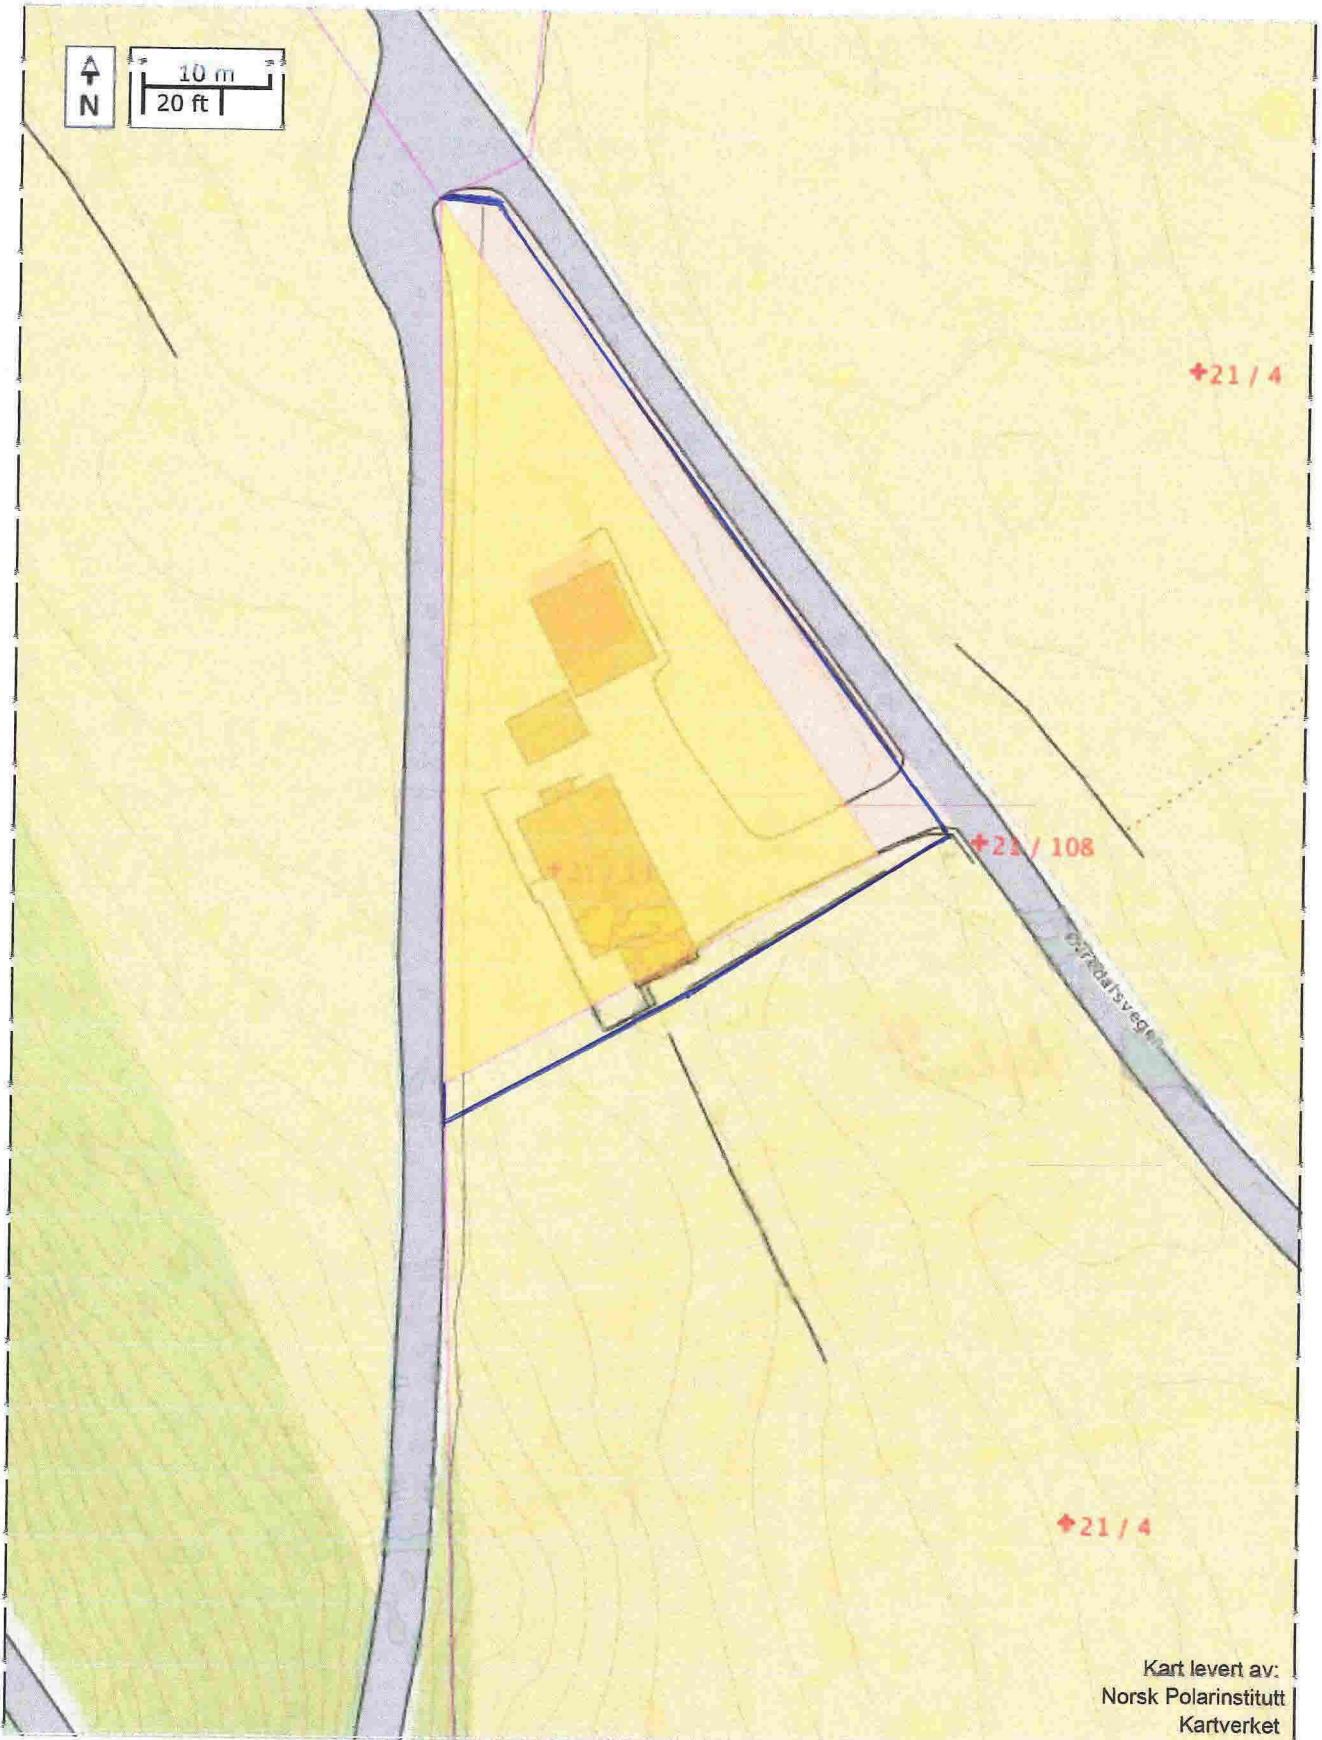 N
10 m
20 ft
+21 / 4
+21 / 108
+21 / 4
Kart levert av:
Norsk Polarinstitutt
Kartverket